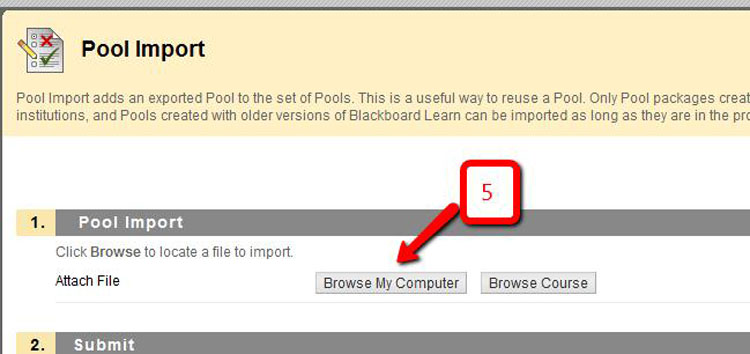 Pool Import
Pool Import adds an exported Pool to the set of Pools. This is a useful way to reuse a Pool. Only Pool packages
institutions, and Pools created with older versions of Blackboard Learn can be imported as long as they are in the
5
1. Pool Import
Click Browse to locate a file to import.
Attach File Browse My Computer Browse Course
2. Submit